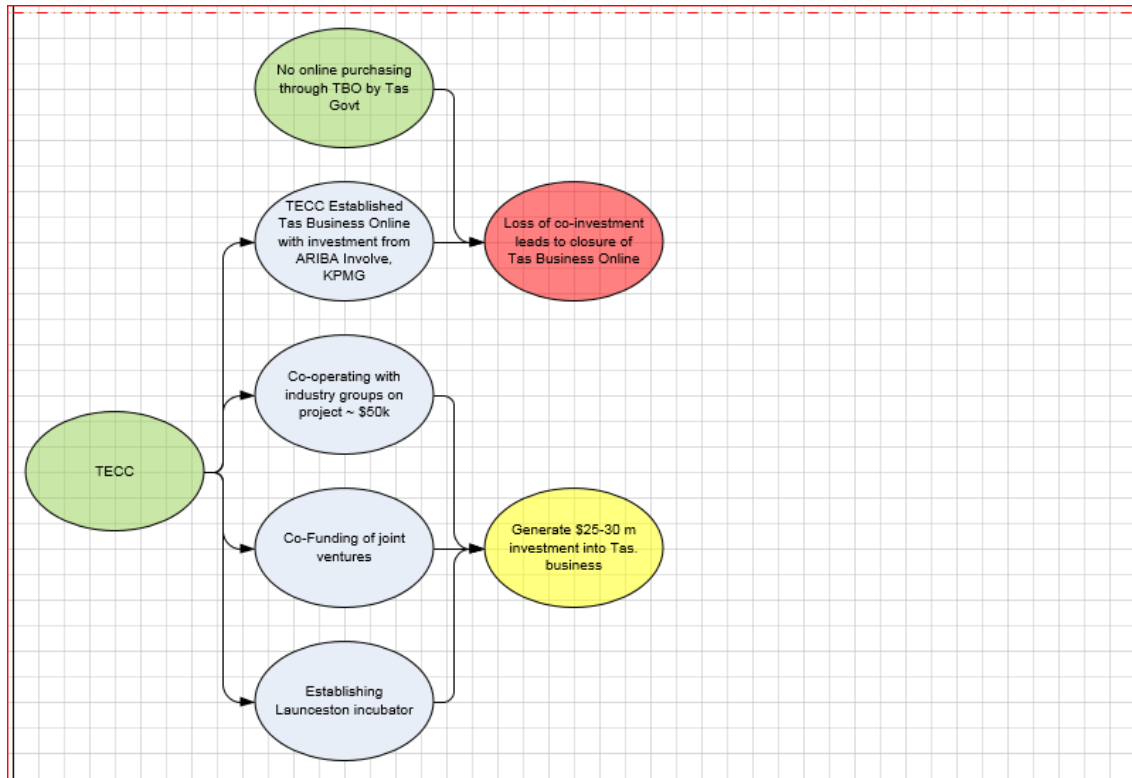 No online purchasing
through TBO by Tas
Govt
TECC Established
Tas Business Online
with investment from
ARIBA Involve,
KPMG
Loss of co-investment
leads to closure of
Tas Business Online
Co-operating with
industry groups on
project ~ $50k
TECC
Co-Funding of joint
ventures
Generate $25-30 m
investment into Tas.
business
Establishing
Launceston incubator